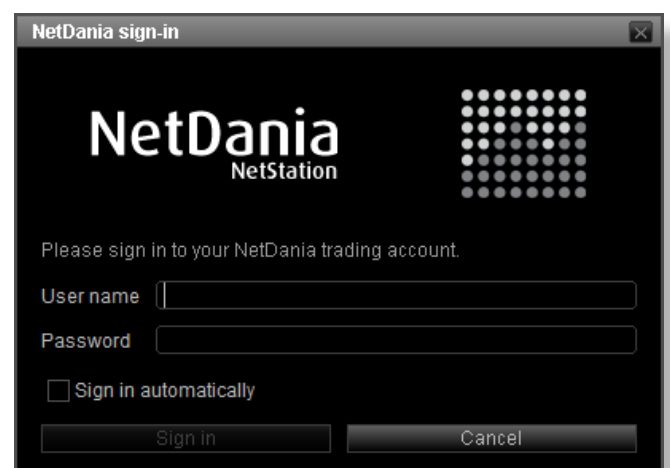 NetDania sign-in
NetDania
NetStation
Please sign in to your NetDania trading account.
User name
Password
Sign in automatically
Sign in
Cancel